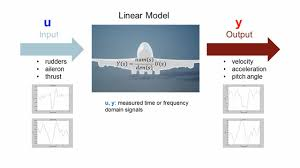 Linear Model
u
Input
y
Output
• rudders
• aileron
• thrust
Y(s) = num(s)/den(s) U(s)
• velocity
• acceleration
• pitch angle
u, y: measured time or frequency
domain signals